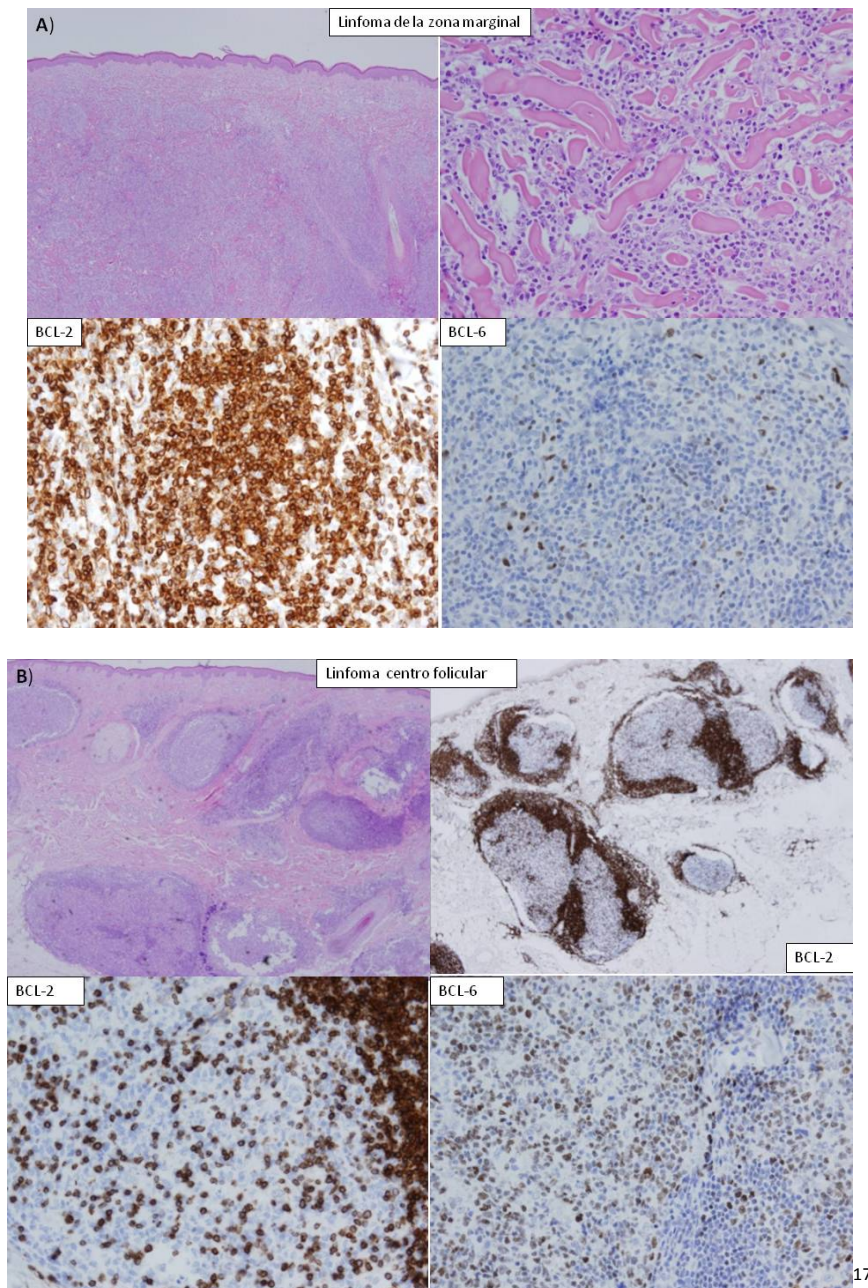 A)
Linfoma de la zona marginal
BCL-2
BCL-6
B)
Linfoma centro folicular
BCL-2
BCL-2
BCL-6
17